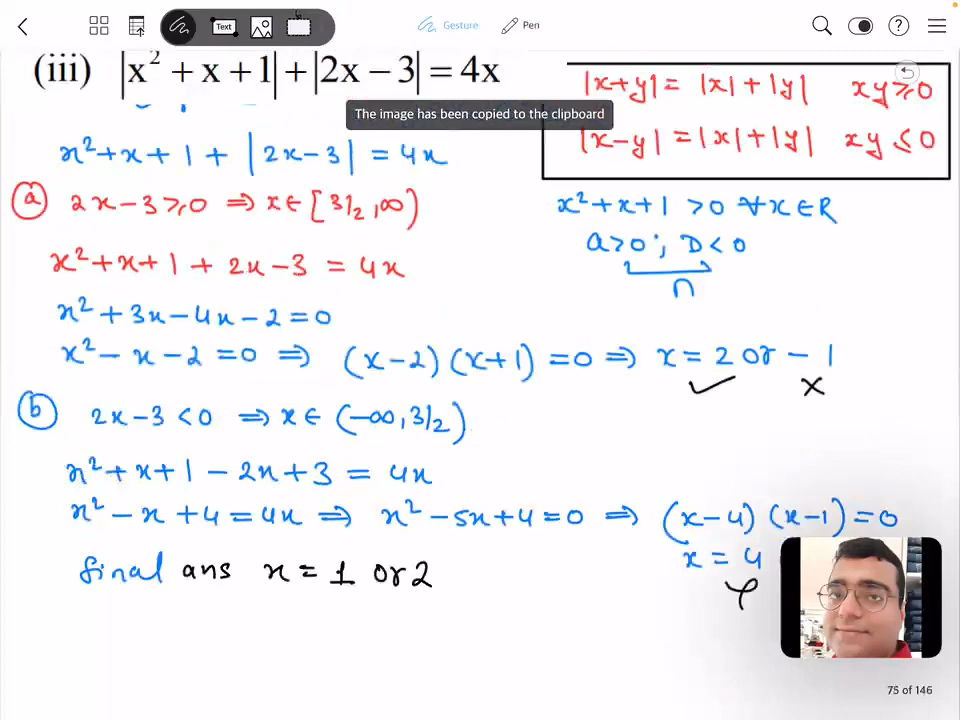 Text
Gesture
Pen
(iii) |x² + x + 1| + |2x − 3| = 4x
|x+y| = |x| + |y| xy ⩾ 0
The image has been copied to the clipboard
|x−y| = |x| + |y| xy ≤ 0
x² + x + 1 + |2x−3| = 4x
(a) 2x−3 ⩾ 0 ⇒ x ∈ [3/2, ∞)
x² + x + 1 > 0 ∀ x ∈ R
a > 0 ; D < 0
∩
x² + x + 1 + 2x − 3 = 4x
x² + 3x − 4x − 2 = 0
x² − x − 2 = 0 ⇒ (x−2) (x+1) = 0 ⇒ x = 2 or − 1
✓ ×
(b) 2x−3 < 0 ⇒ x ∈ (−∞, 3/2)
x² + x + 1 − 2x + 3 = 4x
x² − x + 4 = 4x ⇒ x² − 5x + 4 = 0 ⇒ (x−4) (x−1) = 0
x = 4
final ans x = 1 or 2
75 of 146